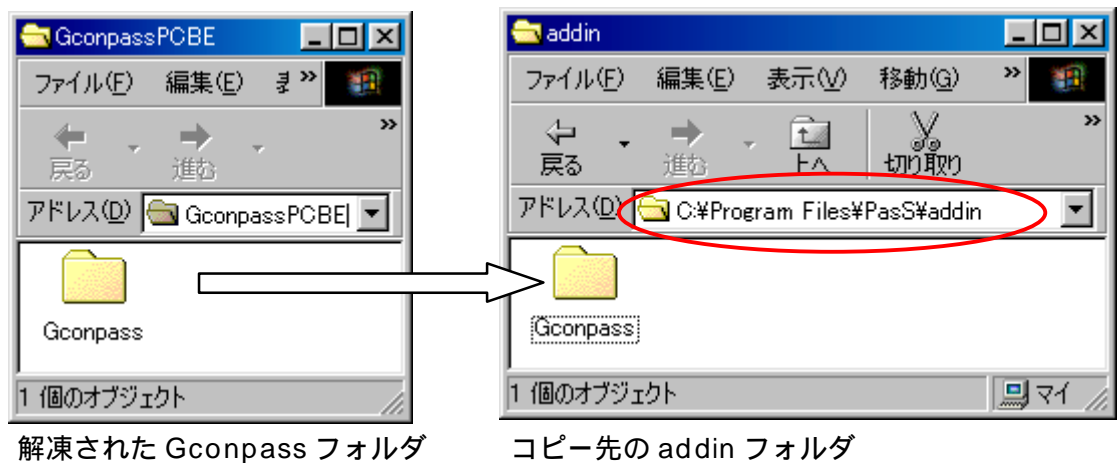 GconpassPCBE
ファイル(F) 編集(E) ま »
戻る 進む »
アドレス(D) GconpassPCBE
Gconpass
1 個のオブジェクト
解凍された Gconpass フォルダ
addin
ファイル(F) 編集(E) 表示(V) 移動(G) »
戻る 進む 上へ 切り取り »
アドレス(D) C:¥Program Files¥PasS¥addin
Gconpass
1 個のオブジェクト マイ
コピー先の addin フォルダ